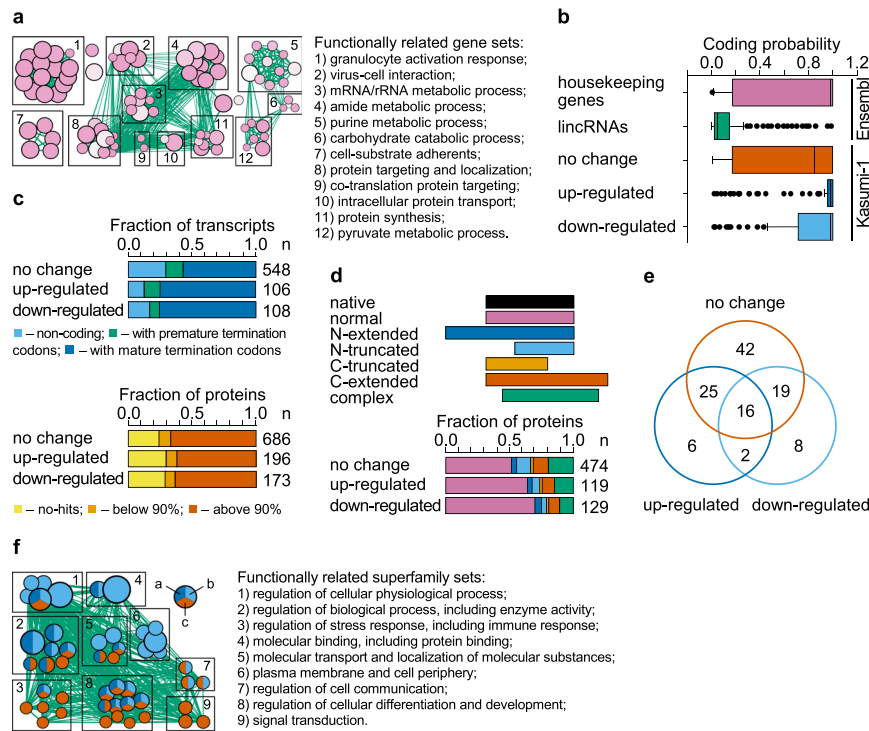 a
1
2
4
5
3
6
7
8
9
10
11
12
Functionally related gene sets:
1) granulocyte activation response;
2) virus-cell interaction;
3) mRNA/rRNA metabolic process;
4) amide metabolic process;
5) purine metabolic process;
6) carbohydrate catabolic process;
7) cell-substrate adherents;
8) protein targeting and localization;
9) co-translation protein targeting;
10) intracellular protein transport;
11) protein synthesis;
12) pyruvate metabolic process.
b
Coding probability
0.0 0.4 0.8 1.2
housekeeping
genes
lincRNAs
no change
up-regulated
down-regulated
Ensembl
Kasumi-1
c
Fraction of transcripts
0.0 0.5 1.0 n
no change 548
up-regulated 106
down-regulated 108
– non-coding; – with premature termination
codons; – with mature termination codons
Fraction of proteins
0.0 0.5 1.0 n
no change 686
up-regulated 196
down-regulated 173
– no-hits; – below 90%; – above 90%
d
native
normal
N-extended
N-truncated
C-truncated
C-extended
complex
Fraction of proteins
0.0 0.5 1.0 n
no change 474
up-regulated 119
down-regulated 129
e
no change
42
25 19
16
6 2 8
up-regulated down-regulated
f
1
4
a b
c
2
5
6
3
8
7
9
Functionally related superfamily sets:
1) regulation of cellular physiological process;
2) regulation of biological process, including enzyme activity;
3) regulation of stress response, including immune response;
4) molecular binding, including protein binding;
5) molecular transport and localization of molecular substances;
6) plasma membrane and cell periphery;
7) regulation of cell communication;
8) regulation of cellular differentiation and development;
9) signal transduction.